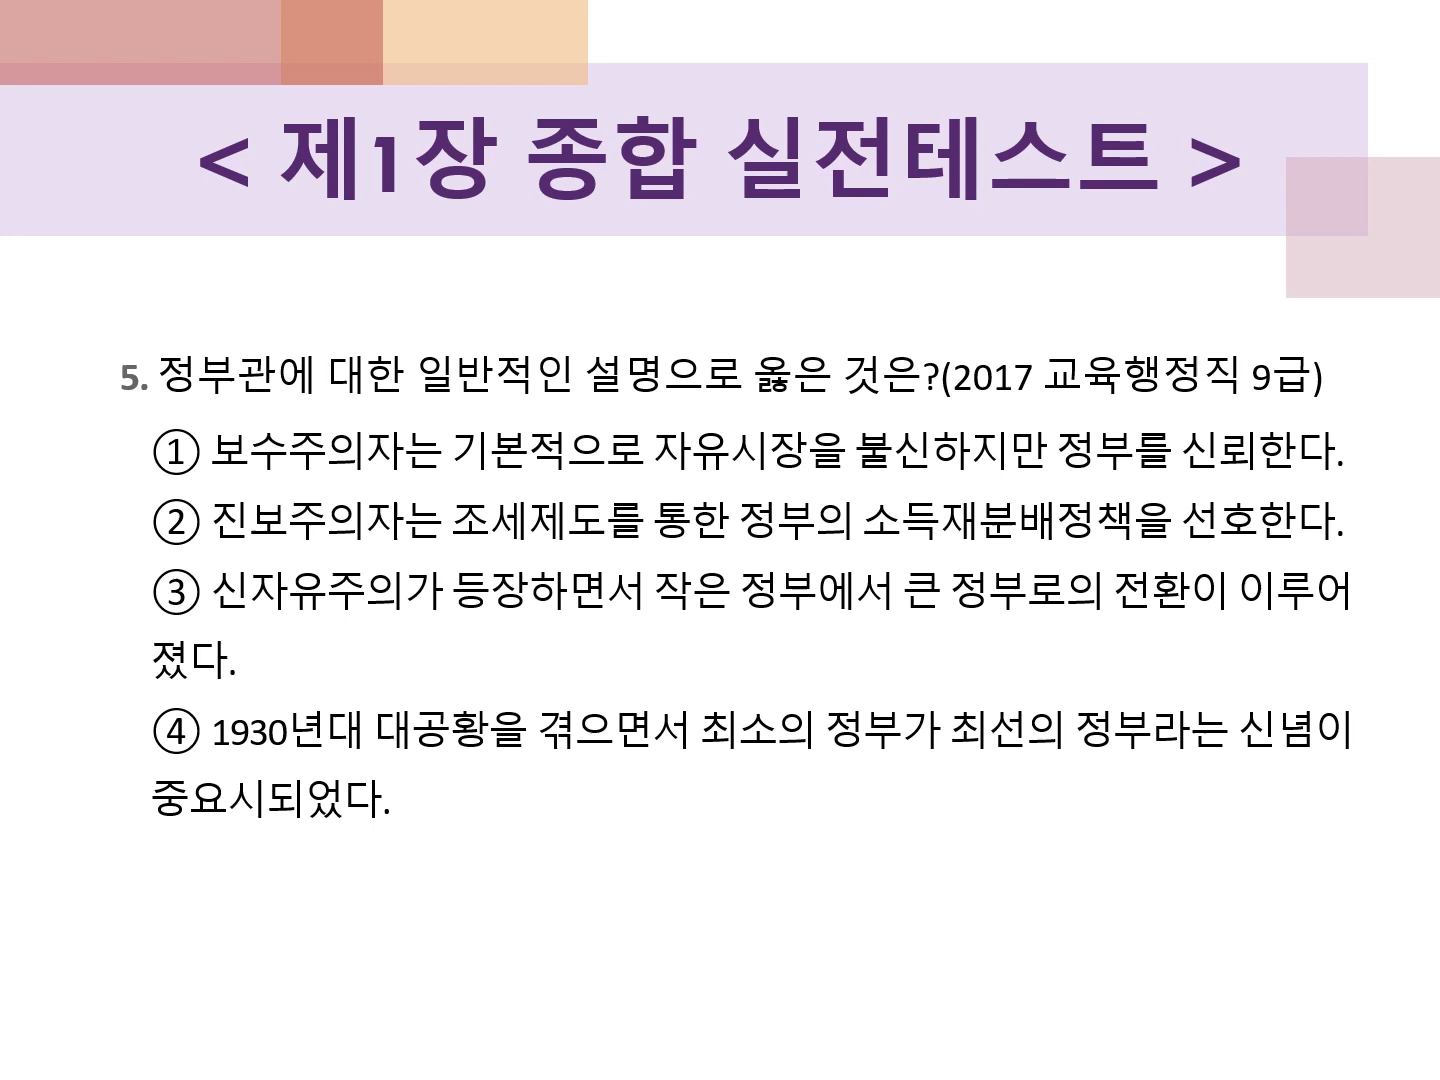 < 제1장 종합 실전테스트 >
5. 정부관에 대한 일반적인 설명으로 옳은 것은?(2017 교육행정직 9급)
① 보수주의자는 기본적으로 자유시장을 불신하지만 정부를 신뢰한다.
② 진보주의자는 조세제도를 통한 정부의 소득재분배정책을 선호한다.
③ 신자유주의가 등장하면서 작은 정부에서 큰 정부로의 전환이 이루어
졌다.
④ 1930년대 대공황을 겪으면서 최소의 정부가 최선의 정부라는 신념이
중요시되었다.